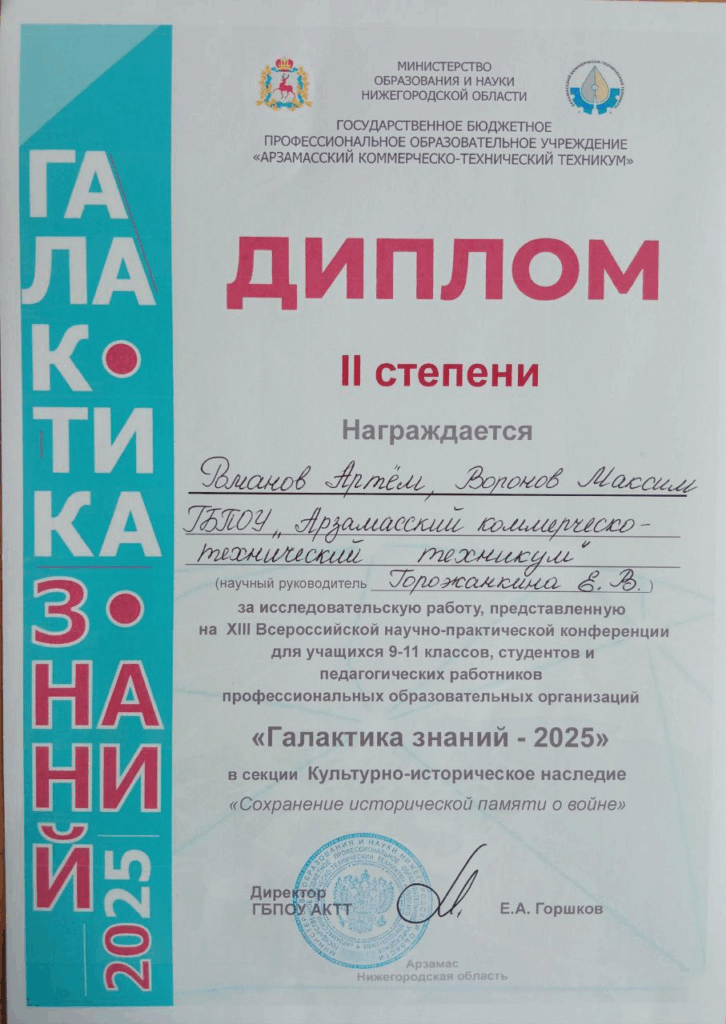 ГАЛАКТИКА ЗНАНИЙ 2025
МИНИСТЕРСТВО
ОБРАЗОВАНИЯ И НАУКИ
НИЖЕГОРОДСКОЙ ОБЛАСТИ
ГОСУДАРСТВЕННОЕ БЮДЖЕТНОЕ
ПРОФЕССИОНАЛЬНОЕ ОБРАЗОВАТЕЛЬНОЕ УЧРЕЖДЕНИЕ
«АРЗАМАССКИЙ КОММЕРЧЕСКО-ТЕХНИЧЕСКИЙ ТЕХНИКУМ»
ДИПЛОМ
II степени
Награждается
Романов Артём, Воронов Максим
ГБПОУ „Арзамасский коммерческо-
технический техникум"
(научный руководитель Горожанкина Е. В.)
за исследовательскую работу, представленную
на XIII Всероссийской научно-практической конференции
для учащихся 9-11 классов, студентов и
педагогических работников
профессиональных образовательных организаций
«Галактика знаний - 2025»
в секции Культурно-историческое наследие
«Сохранение исторической памяти о войне»
Директор
ГБПОУ АКТТ
Е.А. Горшков
Арзамас
Нижегородская область